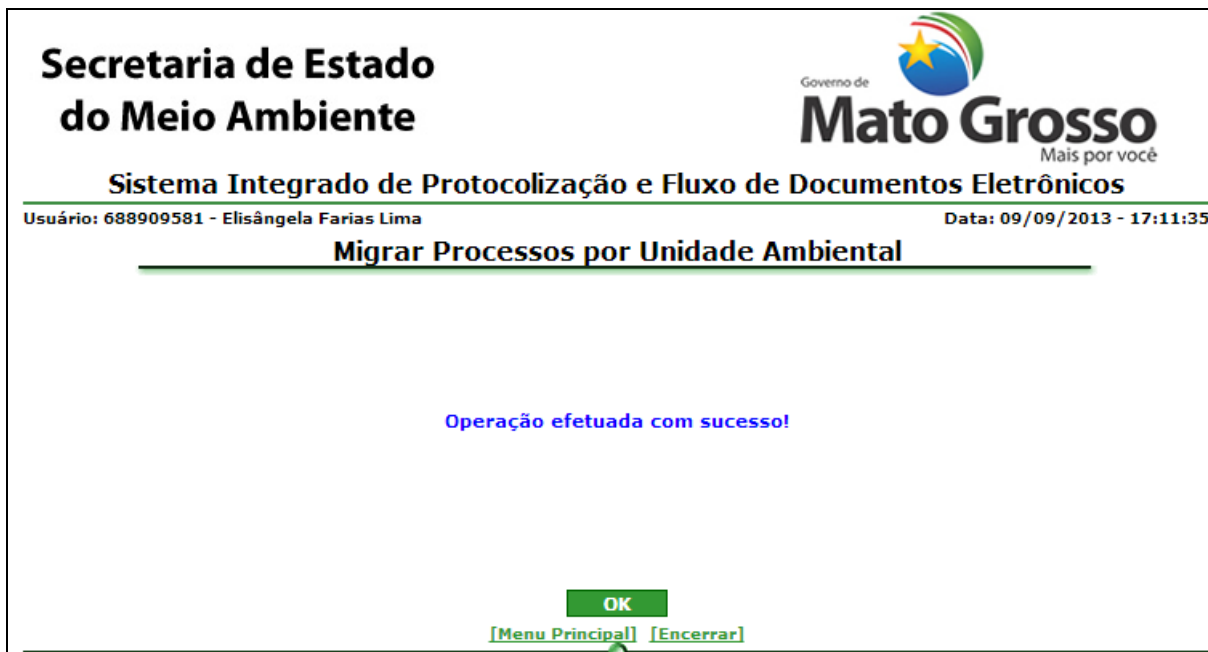 Secretaria de Estado
do Meio Ambiente
Governo de
Mato Grosso
Mais por você
Sistema Integrado de Protocolização e Fluxo de Documentos Eletrônicos
Usuário: 688909581 - Elisângela Farias Lima Data: 09/09/2013 - 17:11:35
Migrar Processos por Unidade Ambiental
Operação efetuada com sucesso!
OK
[Menu Principal] [Encerrar]